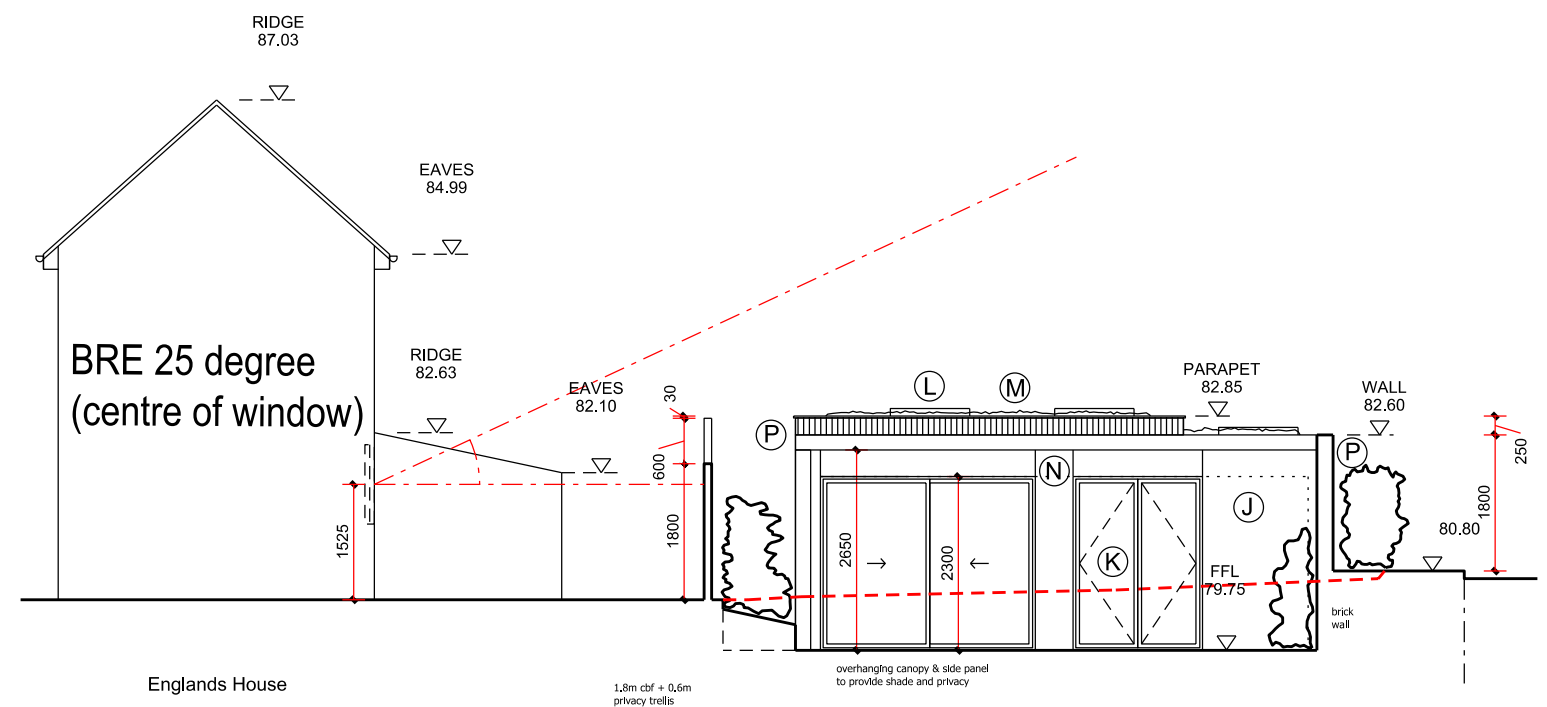 RIDGE
87.03
EAVES
84.99
BRE 25 degree
(centre of window)
RIDGE
82.63
EAVES
82.10
30
600
1800
1525
P
L
M
PARAPET
82.85
WALL
82.60
P
250
1800
N
J
K
2650
2300
FFL
79.75
80.80
brick
wall
Englands House
1.8m cbf + 0.6m
privacy trellis
overhanging canopy & side panel
to provide shade and privacy